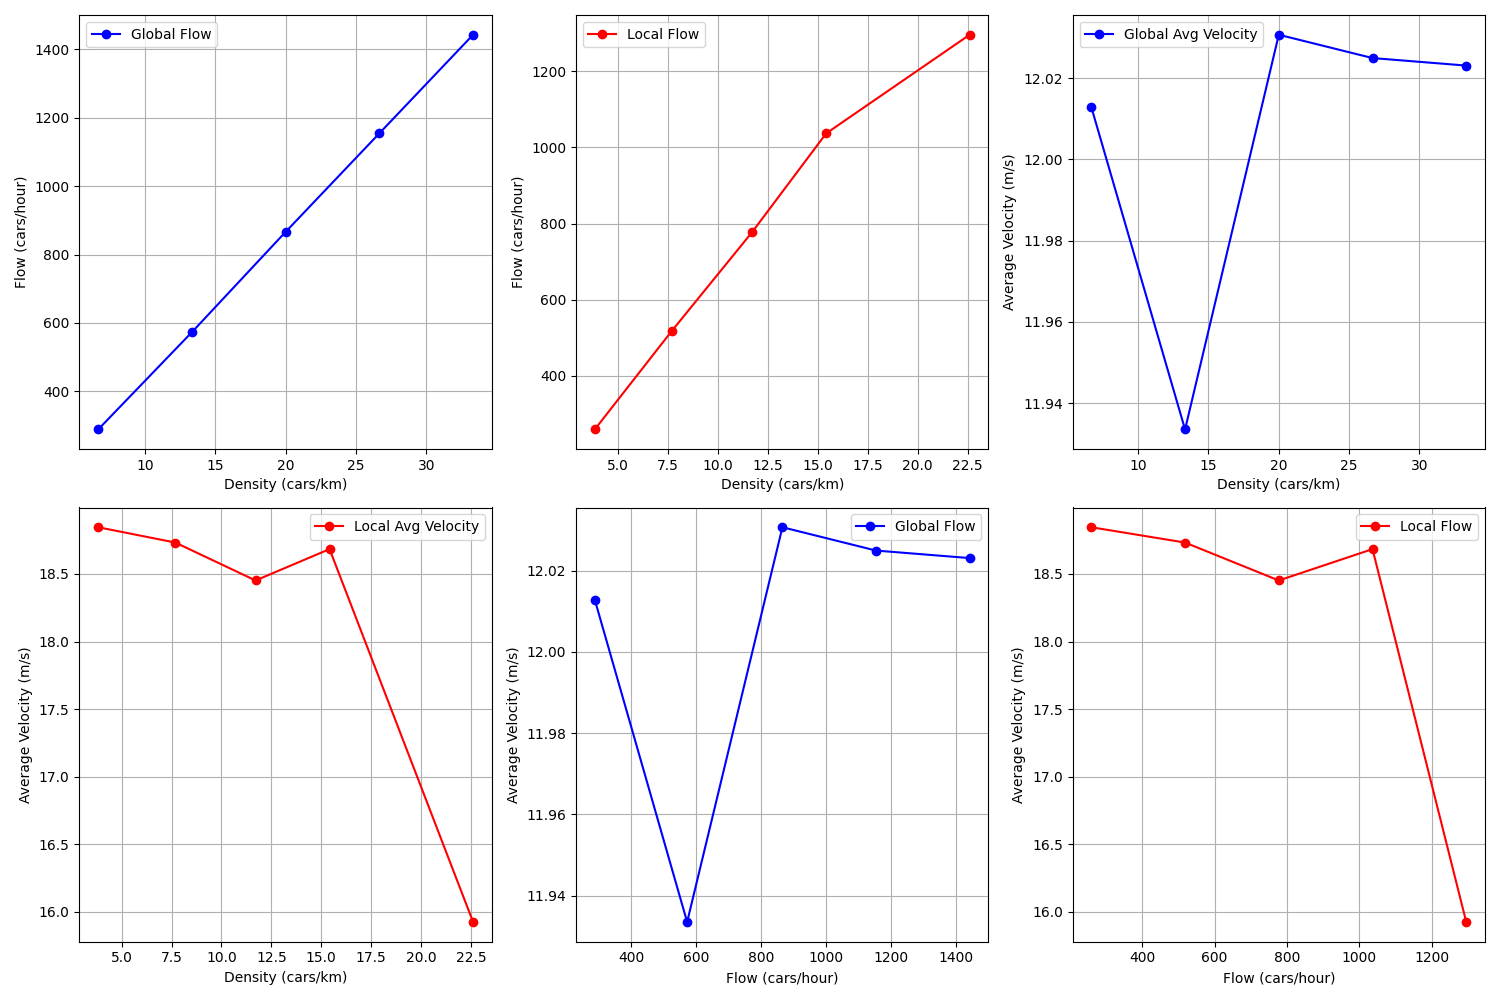 Global Flow
1400
1200
1000
800
600
400
Flow (cars/hour)
10 15 20 25 30
Density (cars/km)
Local Flow
1200
1000
800
600
400
Flow (cars/hour)
5.0 7.5 10.0 12.5 15.0 17.5 20.0 22.5
Density (cars/km)
Global Avg Velocity
12.02
12.00
11.98
11.96
11.94
Average Velocity (m/s)
10 15 20 25 30
Density (cars/km)
Local Avg Velocity
18.5
18.0
17.5
17.0
16.5
16.0
Average Velocity (m/s)
5.0 7.5 10.0 12.5 15.0 17.5 20.0 22.5
Density (cars/km)
Global Flow
12.02
12.00
11.98
11.96
11.94
Average Velocity (m/s)
400 600 800 1000 1200 1400
Flow (cars/hour)
Local Flow
18.5
18.0
17.5
17.0
16.5
16.0
Average Velocity (m/s)
400 600 800 1000 1200
Flow (cars/hour)